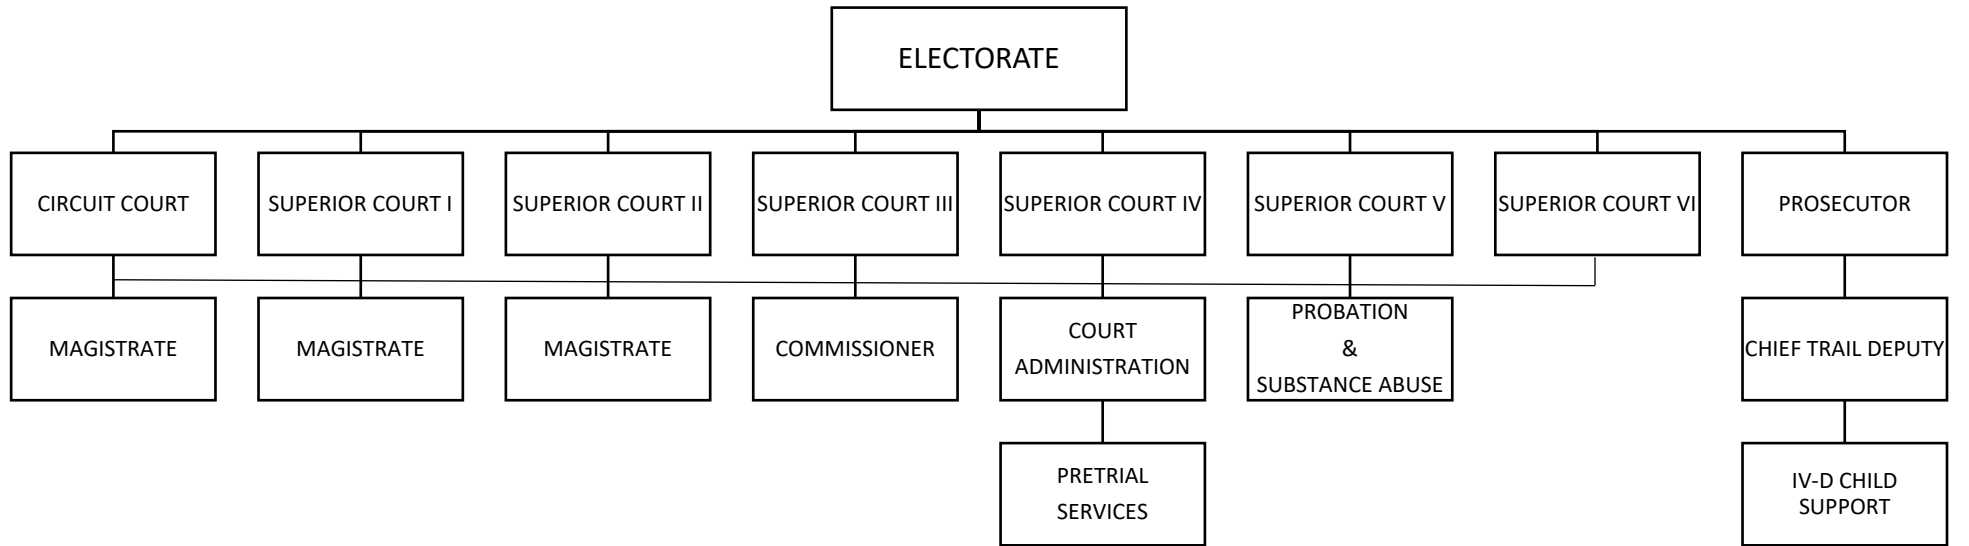 ELECTORATE
CIRCUIT COURT
SUPERIOR COURT I
SUPERIOR COURT II
SUPERIOR COURT III
SUPERIOR COURT IV
SUPERIOR COURT V
SUPERIOR COURT VI
PROSECUTOR
MAGISTRATE
MAGISTRATE
MAGISTRATE
COMMISSIONER
COURT
ADMINISTRATION
PROBATION
&
SUBSTANCE ABUSE
CHIEF TRAIL DEPUTY
PRETRIAL
SERVICES
IV-D CHILD
SUPPORT